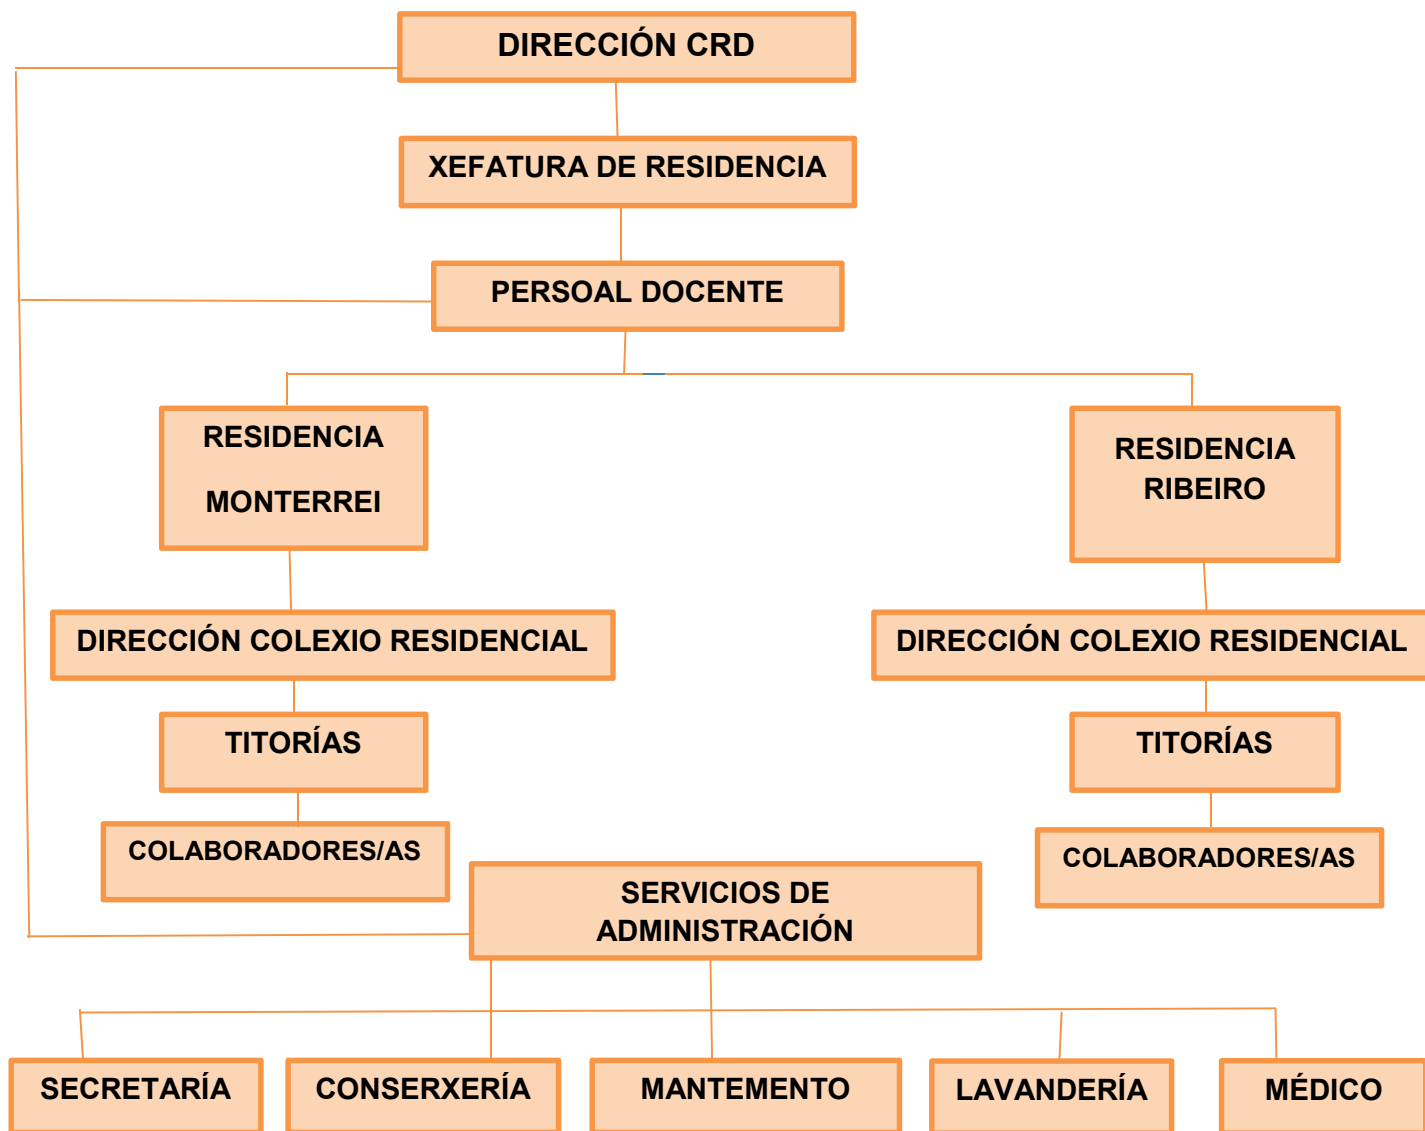 DIRECCIÓN CRD
XEFATURA DE RESIDENCIA
PERSOAL DOCENTE
RESIDENCIA
MONTERREI
RESIDENCIA
RIBEIRO
DIRECCIÓN COLEXIO RESIDENCIAL
DIRECCIÓN COLEXIO RESIDENCIAL
TITORÍAS
TITORÍAS
COLABORADORES/AS
COLABORADORES/AS
SERVICIOS DE
ADMINISTRACIÓN
SECRETARÍA
CONSERXERÍA
MANTEMENTO
LAVANDERÍA
MÉDICO